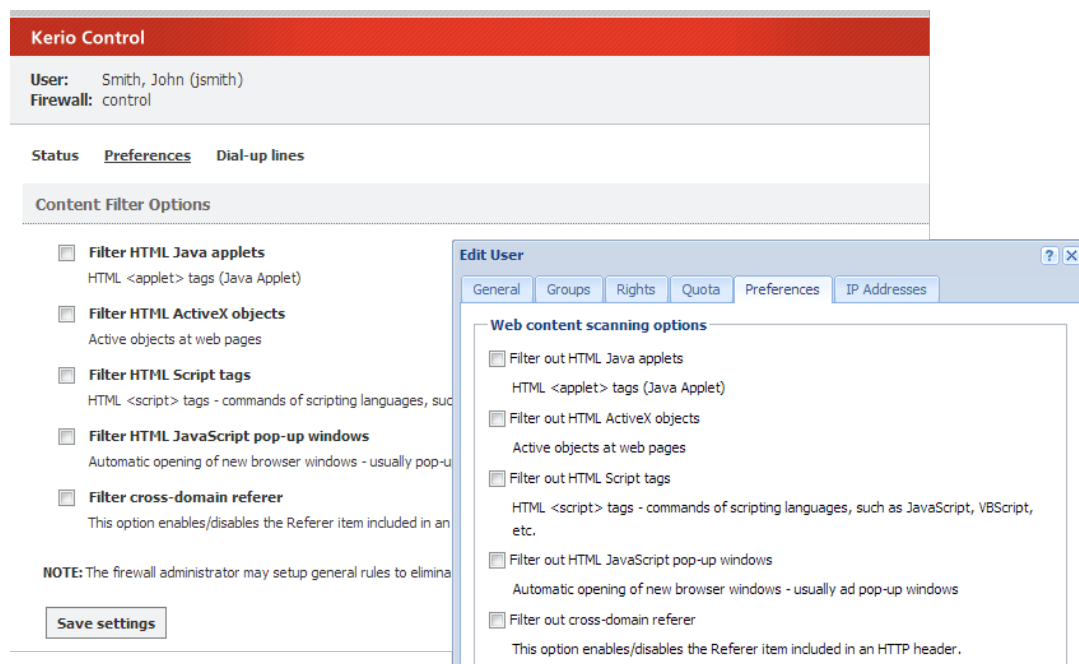 Kerio Control
User: Smith, John (jsmith)
Firewall: control
Status Preferences Dial-up lines
Content Filter Options
Filter HTML Java applets
HTML <applet> tags (Java Applet)
Filter HTML ActiveX objects
Active objects at web pages
Filter HTML Script tags
HTML <script> tags - commands of scripting languages, suc
Filter HTML JavaScript pop-up windows
Automatic opening of new browser windows - usually pop-u
Filter cross-domain referer
This option enables/disables the Referer item included in an
NOTE: The firewall administrator may setup general rules to elimina
Save settings
Edit User
? X
General Groups Rights Quota Preferences IP Addresses
Web content scanning options
Filter out HTML Java applets
HTML <applet> tags (Java Applet)
Filter out HTML ActiveX objects
Active objects at web pages
Filter out HTML Script tags
HTML <script> tags - commands of scripting languages, such as JavaScript, VBScript,
etc.
Filter out HTML JavaScript pop-up windows
Automatic opening of new browser windows - usually ad pop-up windows
Filter out cross-domain referer
This option enables/disables the Referer item included in an HTTP header.